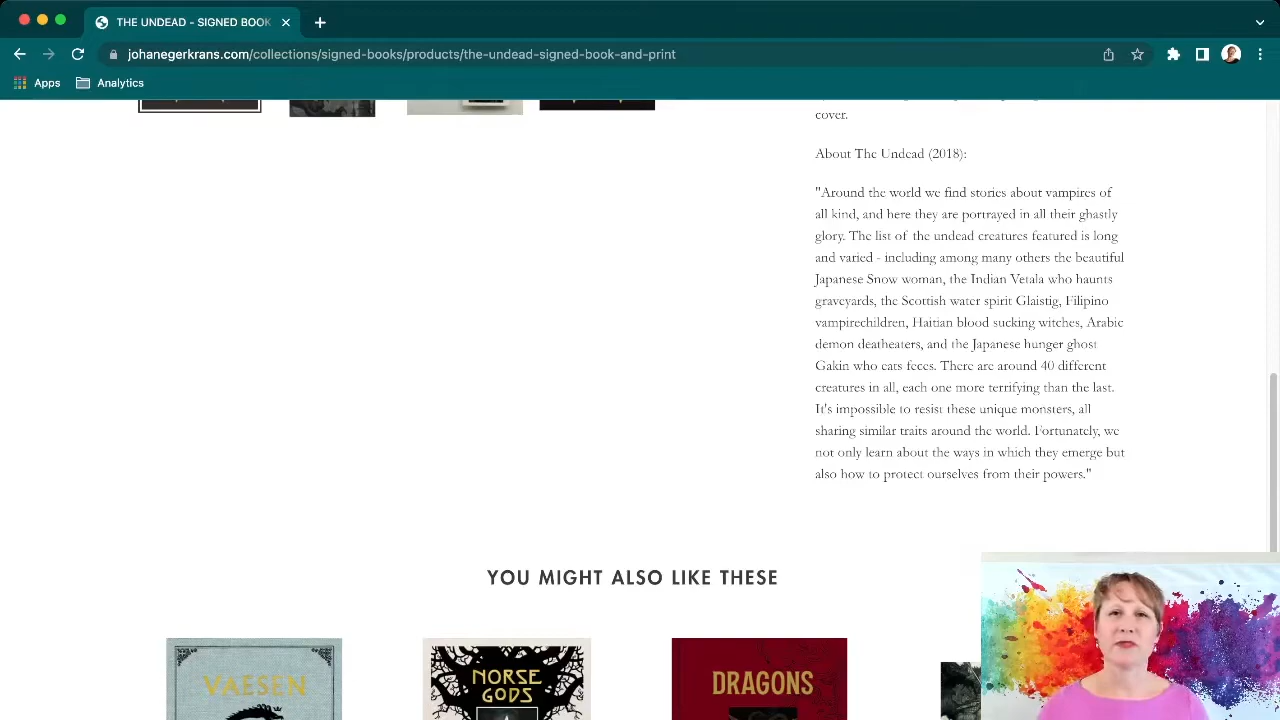 THE UNDEAD - SIGNED BOOK
johanegerkrans.com/collections/signed-books/products/the-undead-signed-book-and-print
Apps
Analytics
cover.
About The Undead (2018):
"Around the world we find stories about vampires of
all kind, and here they are portrayed in all their ghastly
glory. The list of the undead creatures featured is long
and varied - including among many others the beautiful
Japanese Snow woman, the Indian Vetala who haunts
graveyards, the Scottish water spirit Glaistig, Filipino
vampirechildren, Haitian blood sucking witches, Arabic
demon deatheaters, and the Japanese hunger ghost
Gakin who eats feces. There are around 40 different
creatures in all, each one more terrifying than the last.
It's impossible to resist these unique monsters, all
sharing similar traits around the world. Fortunately, we
not only learn about the ways in which they emerge but
also how to protect ourselves from their powers."
YOU MIGHT ALSO LIKE THESE
VAESEN
NORSE
GODS
DRAGONS